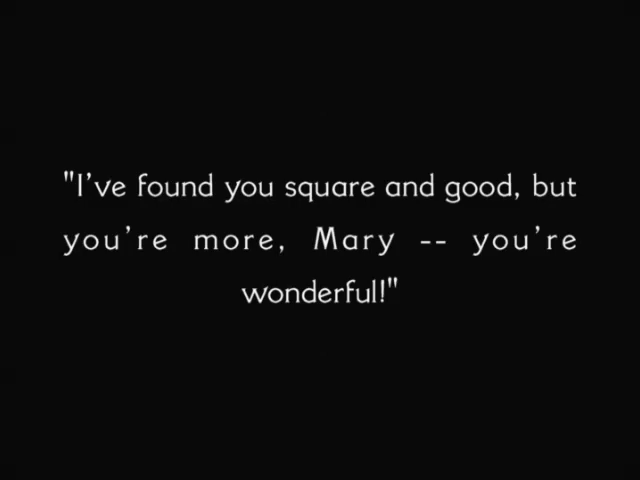 "I've found you square and good, but
you're more, Mary -- you're
wonderful!"